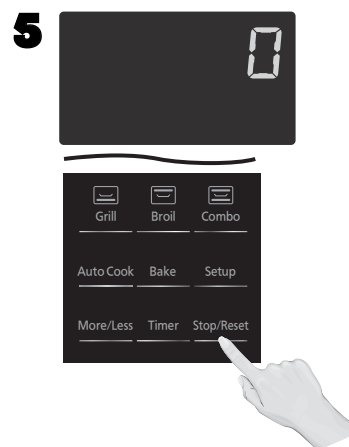 5
0
Grill Broil Combo
Auto Cook Bake Setup
More/Less Timer Stop/Reset